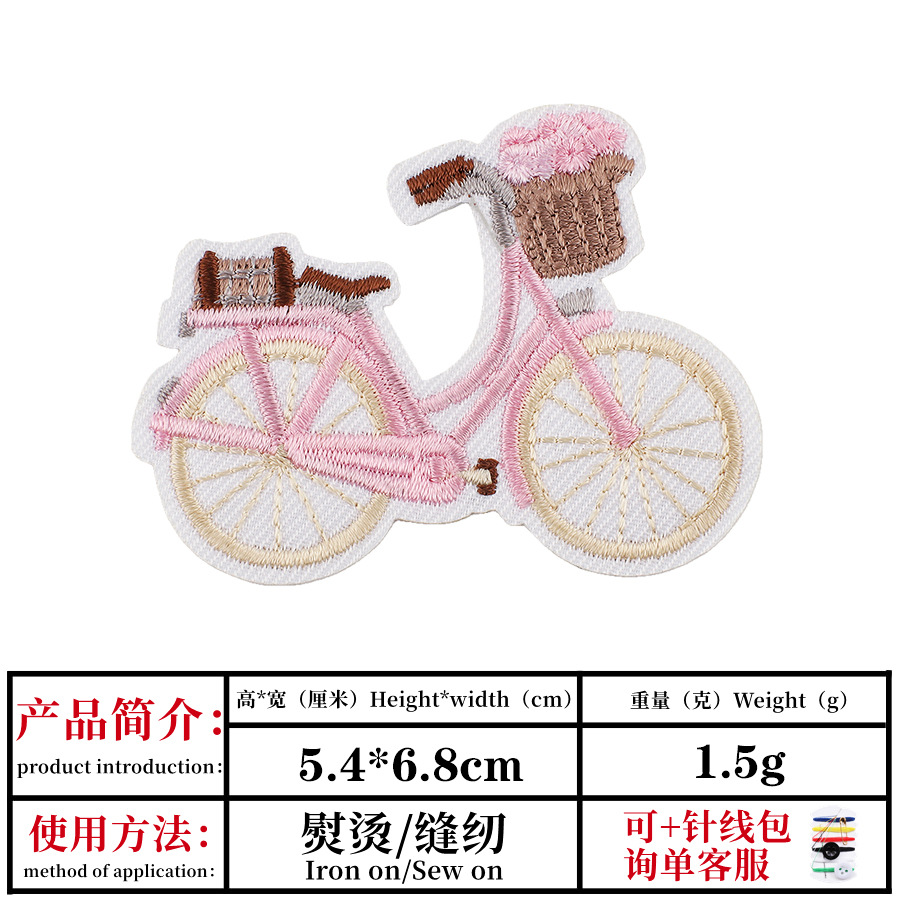 产品简介:
product introduction:
高*宽（厘米）Height*width（cm）
重量（克）Weight（g）
5.4*6.8cm
1.5g
使用方法:
method of application:
熨烫/缝纫
Iron on/Sew on
可+针线包
询单客服